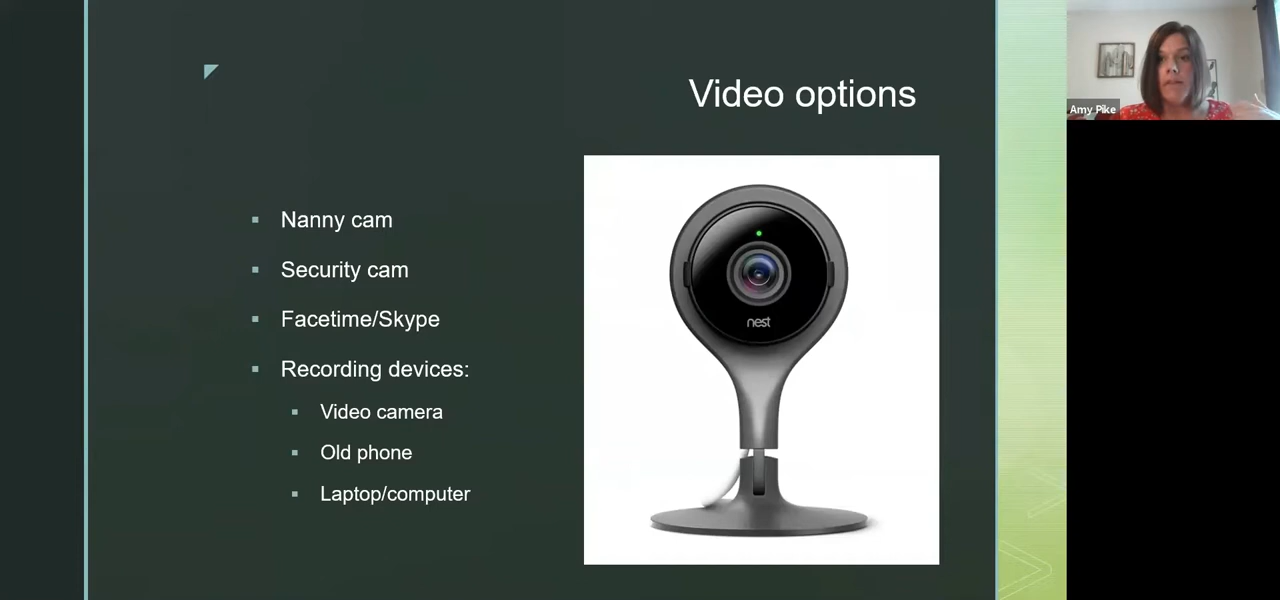 Video options
Nanny cam
Security cam
Facetime/Skype
Recording devices:
Video camera
Old phone
Laptop/computer
nest
Amy Pike